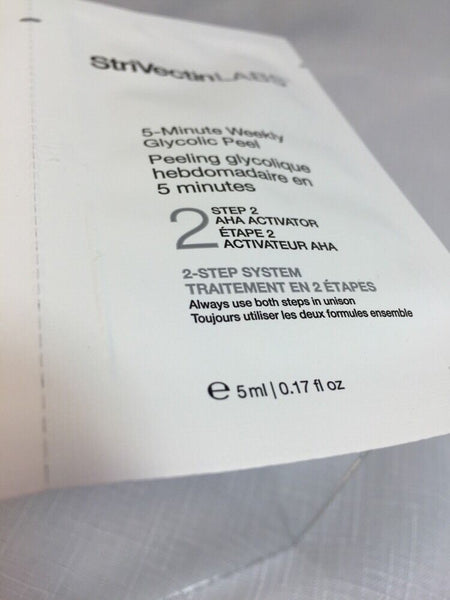 StriVectinLABS®
5-Minute Weekly
Glycolic Peel
Peeling glycolique
hebdomadaire en
5 minutes
2 STEP 2
AHA ACTIVATOR
ÉTAPE 2
ACTIVATEUR AHA
2-STEP SYSTEM
TRAITEMENT EN 2 ÉTAPES
Always use both steps in unison
Toujours utiliser les deux formules ensemble
℮ 5ml | 0.17 fl oz